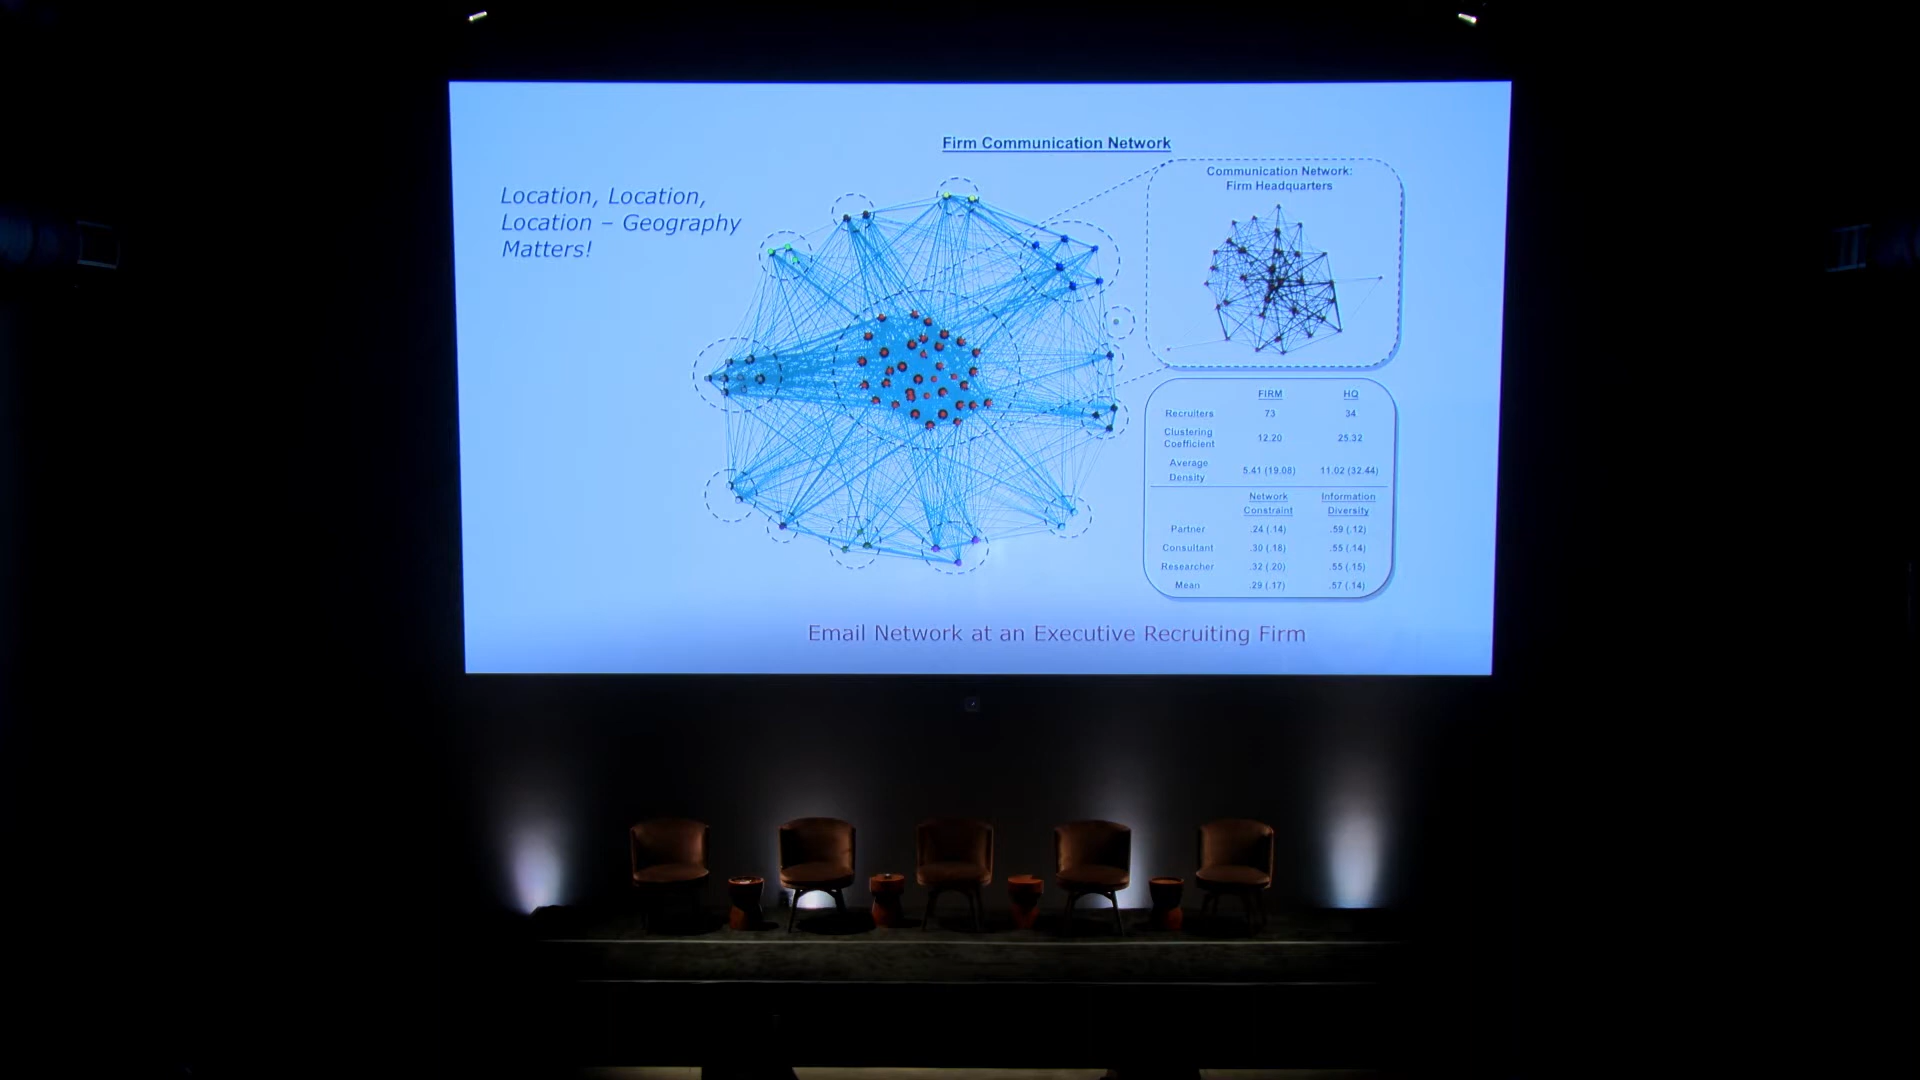 Firm Communication Network
Location, Location,
Location – Geography
Matters!
Communication Network:
Firm Headquarters
FIRM HQ
Recruiters 73 34
Clustering
Coefficient 12.20 25.32
Average
Density 5.41 (19.08) 11.02 (32.44)
Network Information
Constraint Diversity
Partner .24 (.14) .59 (.12)
Consultant .30 (.18) .55 (.14)
Researcher .32 (.20) .55 (.15)
Mean .29 (.17) .57 (.14)
Email Network at an Executive Recruiting Firm